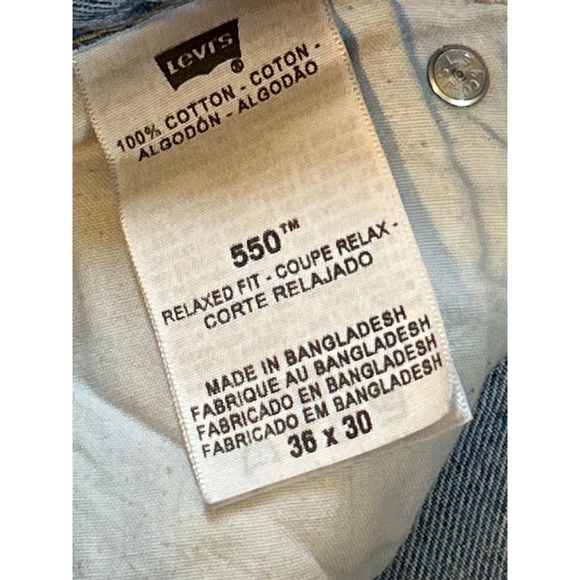 Levi's
®
100% COTTON - COTON -
ALGODÓN - ALGODÃO
550™
RELAXED FIT - COUPE RELAX -
CORTE RELAJADO
MADE IN BANGLADESH
FABRIQUE AU BANGLADESH
FABRICADO EN BANGLADESH
FABRICADO EM BANGLADESH
36 x 30